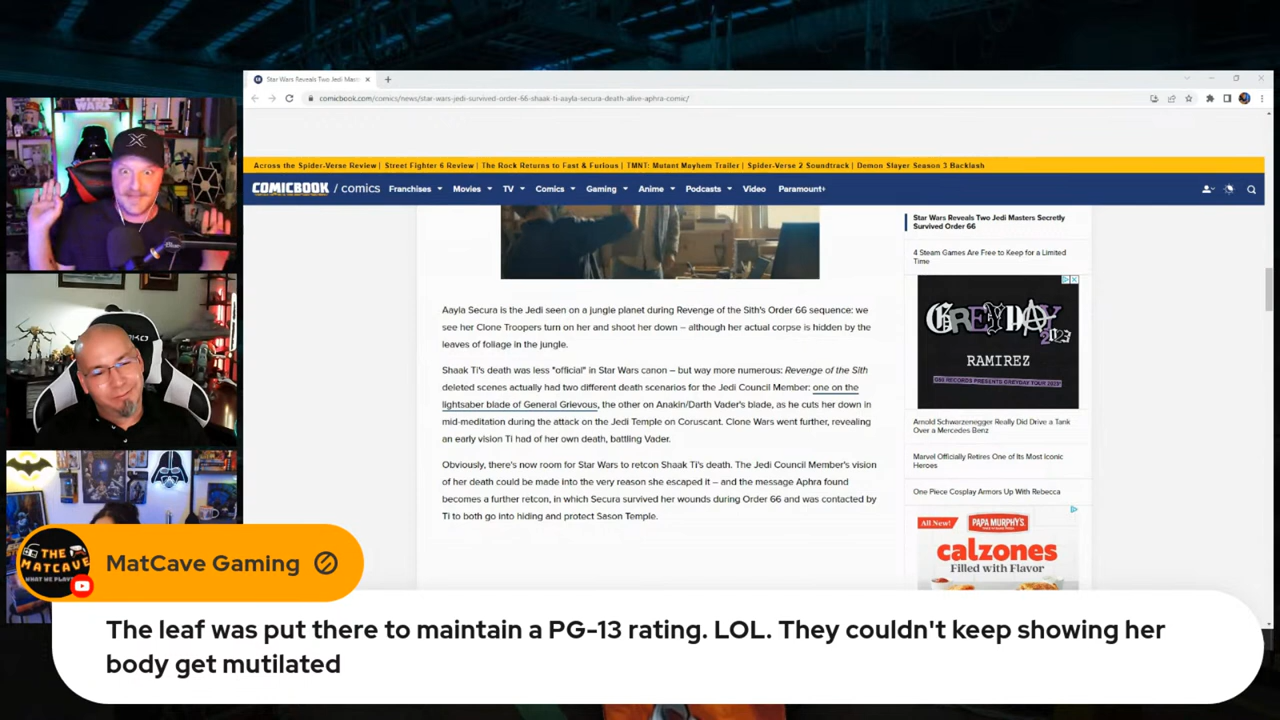 Star Wars Reveals Two Jedi Mast
comicbook.com/comics/news/star-wars-jedi-survived-order-66-shaak-ti-aayla-secura-death-alive-aphra-comic/
Across the Spider-Verse Review | Street Fighter 6 Review | The Rock Returns to Fast & Furious | TMNT: Mutant Mayhem Trailer | Spider-Verse 2 Soundtrack | Demon Slayer Season 3 Backlash
COMICBOOK / comics Franchises Movies TV Comics Gaming Anime Podcasts Video Paramount+
Aayla Secura is the Jedi seen on a jungle planet during Revenge of the Sith's Order 66 sequence: we
see her Clone Troopers turn on her and shoot her down – although her actual corpse is hidden by the
leaves of foliage in the jungle.
Shaak Ti's death was less "official" in Star Wars canon – but way more numerous: Revenge of the Sith
deleted scenes actually had two different death scenarios for the Jedi Council Member: one on the
lightsaber blade of General Grievous, the other on Anakin/Darth Vader's blade, as he cuts her down in
mid-meditation during the attack on the Jedi Temple on Coruscant. Clone Wars went further, revealing
an early vision Ti had of her own death, battling Vader.
Obviously, there's now room for Star Wars to retcon Shaak Ti's death. The Jedi Council Member's vision
of her death could be made into the very reason she escaped it – and the message Aphra found
becomes a further retcon, in which Secura survived her wounds during Order 66 and was contacted by
Ti to both go into hiding and protect Sason Temple.
Star Wars Reveals Two Jedi Masters Secretly
Survived Order 66
4 Steam Games Are Free to Keep for a Limited
Time
GREYDAY
2023
RAMIREZ
G59 RECORDS PRESENTS GREYDAY TOUR 2023
Arnold Schwarzenegger Really Did Drive a Tank
Over a Mercedes Benz
Marvel Officially Retires One of Its Most Iconic
Heroes
One Piece Cosplay Armors Up With Rebecca
All New! PAPA MURPHY'S
calzones
Filled with Flavor
THE
MATCAVE
WHAT WE PLAY
MatCave Gaming
The leaf was put there to maintain a PG-13 rating. LOL. They couldn't keep showing her
body get mutilated